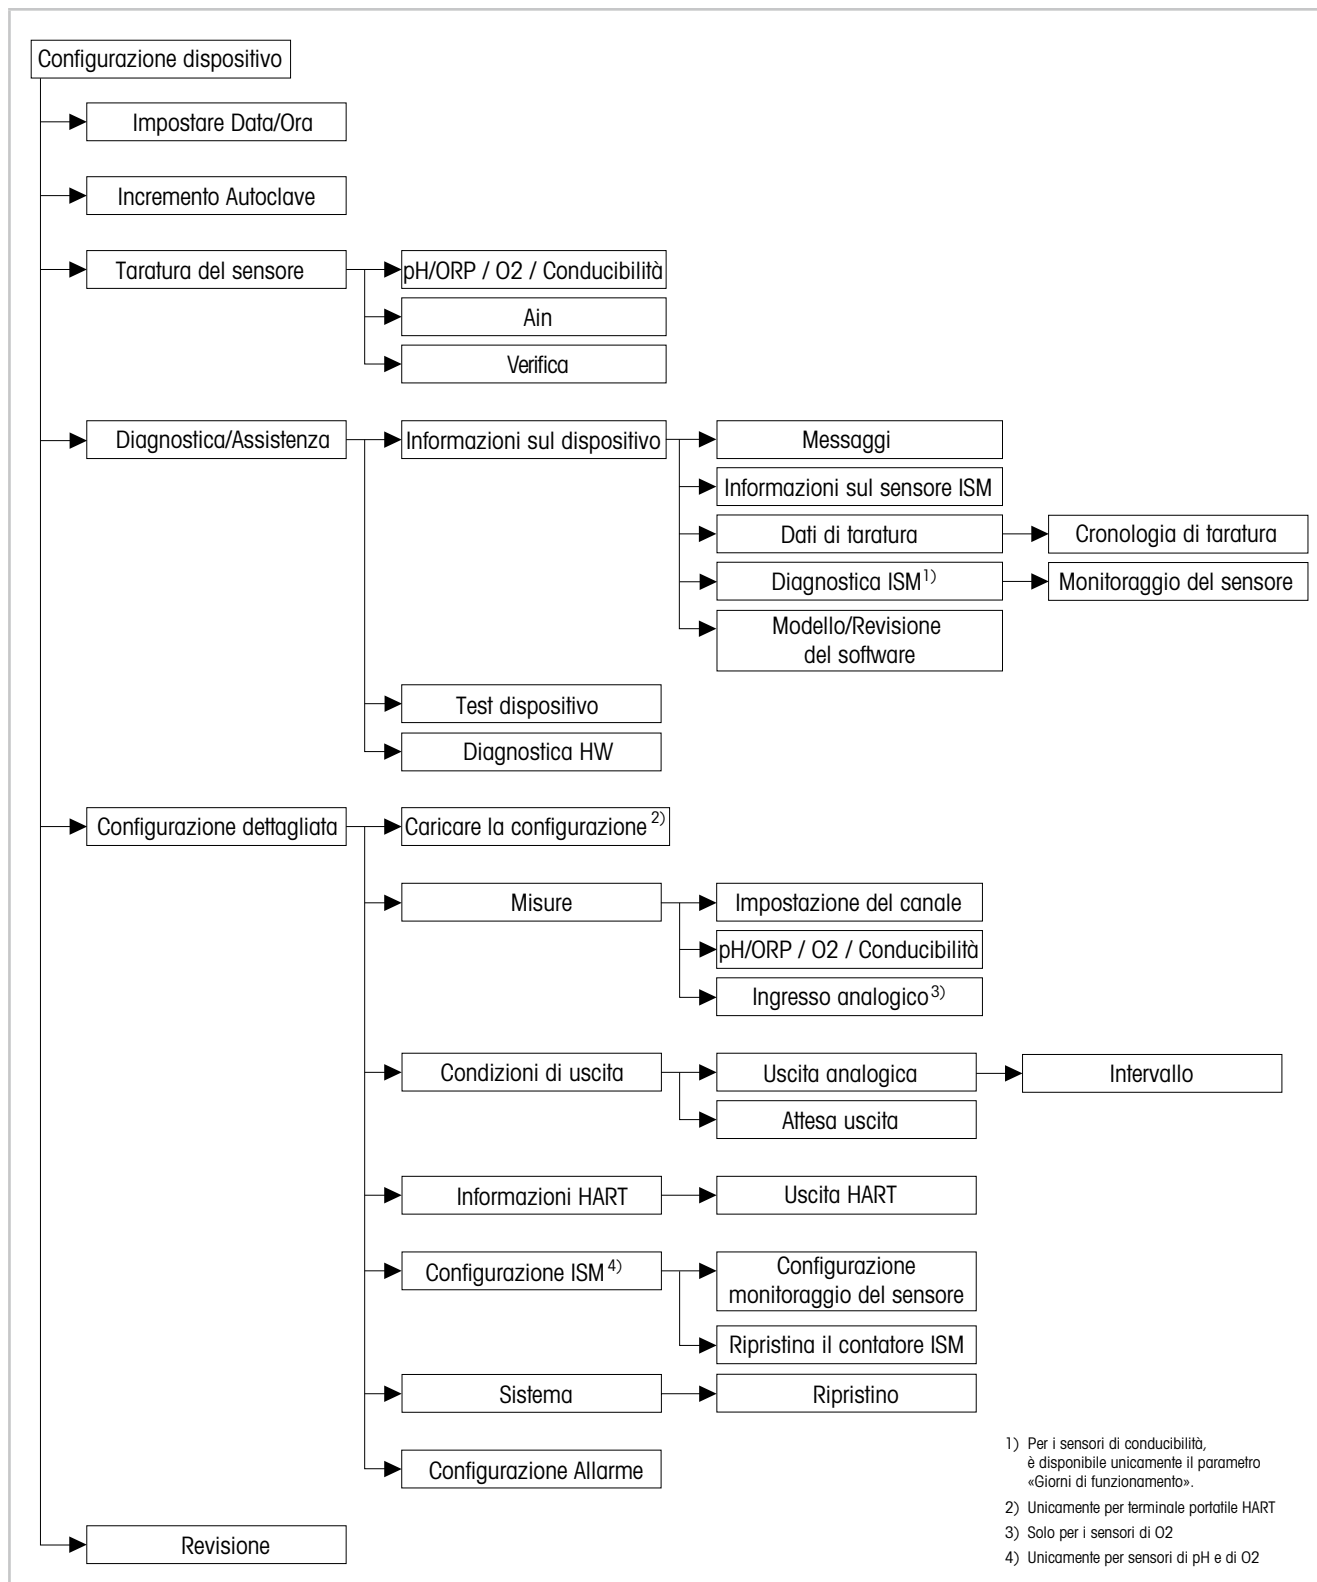 Configurazione dispositivo
Impostare Data/Ora
Incremento Autoclave
Taratura del sensore
pH/ORP / O2 / Conducibilità
Ain
Verifica
Diagnostica/Assistenza
Informazioni sul dispositivo
Messaggi
Informazioni sul sensore ISM
Dati di taratura
Cronologia di taratura
Diagnostica ISM 1)
Monitoraggio del sensore
Modello/Revisione
del software
Test dispositivo
Diagnostica HW
Configurazione dettagliata
Caricare la configurazione 2)
Misure
Impostazione del canale
pH/ORP / O2 / Conducibilità
Ingresso analogico 3)
Condizioni di uscita
Uscita analogica
Intervallo
Attesa uscita
Informazioni HART
Uscita HART
Configurazione ISM 4)
Configurazione
monitoraggio del sensore
Ripristina il contatore ISM
Sistema
Ripristino
Configurazione Allarme
Revisione
1) Per i sensori di conducibilità,
è disponibile unicamente il parametro
«Giorni di funzionamento».
2) Unicamente per terminale portatile HART
3) Solo per i sensori di O2
4) Unicamente per sensori di pH e di O2